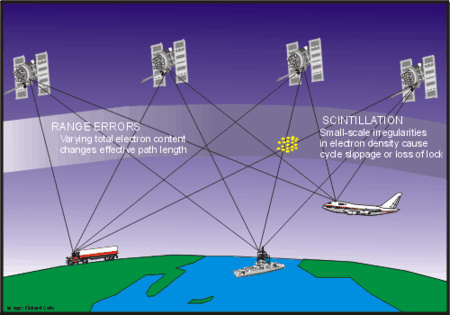 RANGE ERRORS
Varying total electron content
changes effective path length
SCINTILLATION
Small-scale irregularities
in electron density cause
cycle slippage or loss of lock